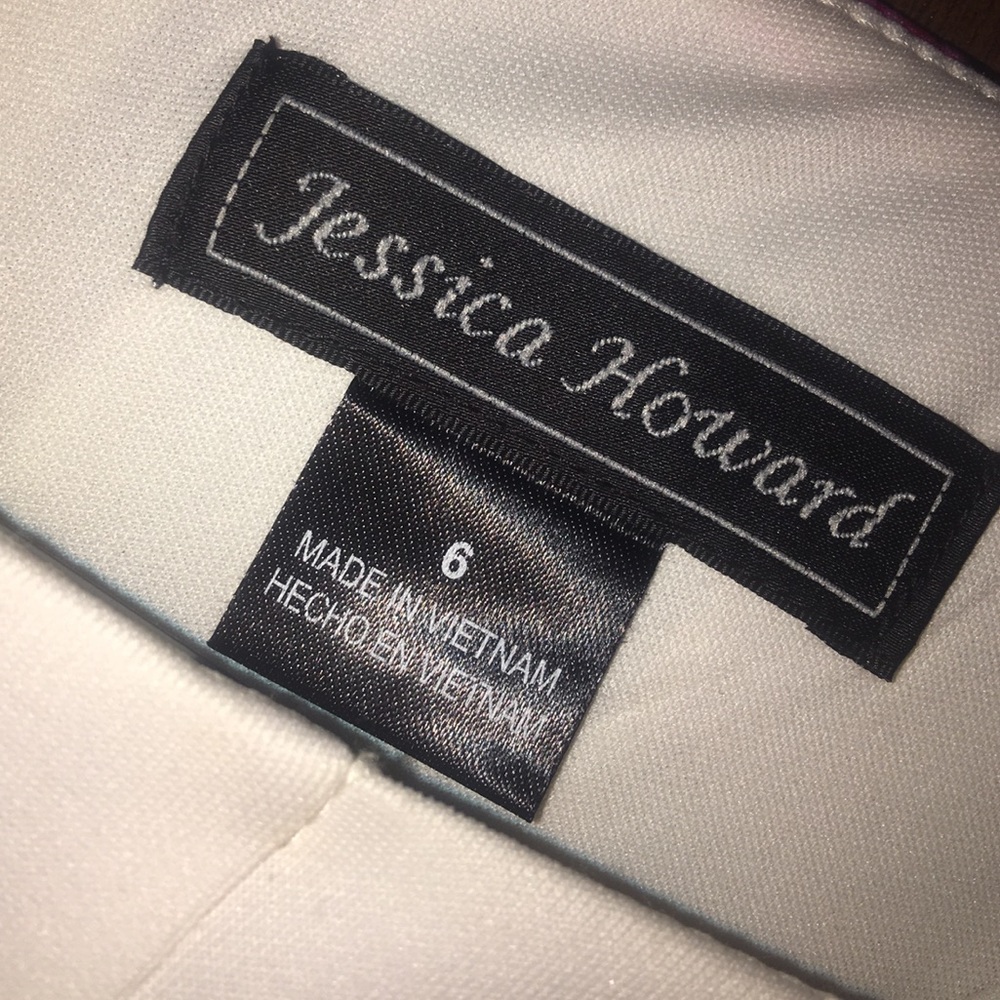 Jessica Howard
6
MADE IN VIETNAM
HECHO EN VIETNAM